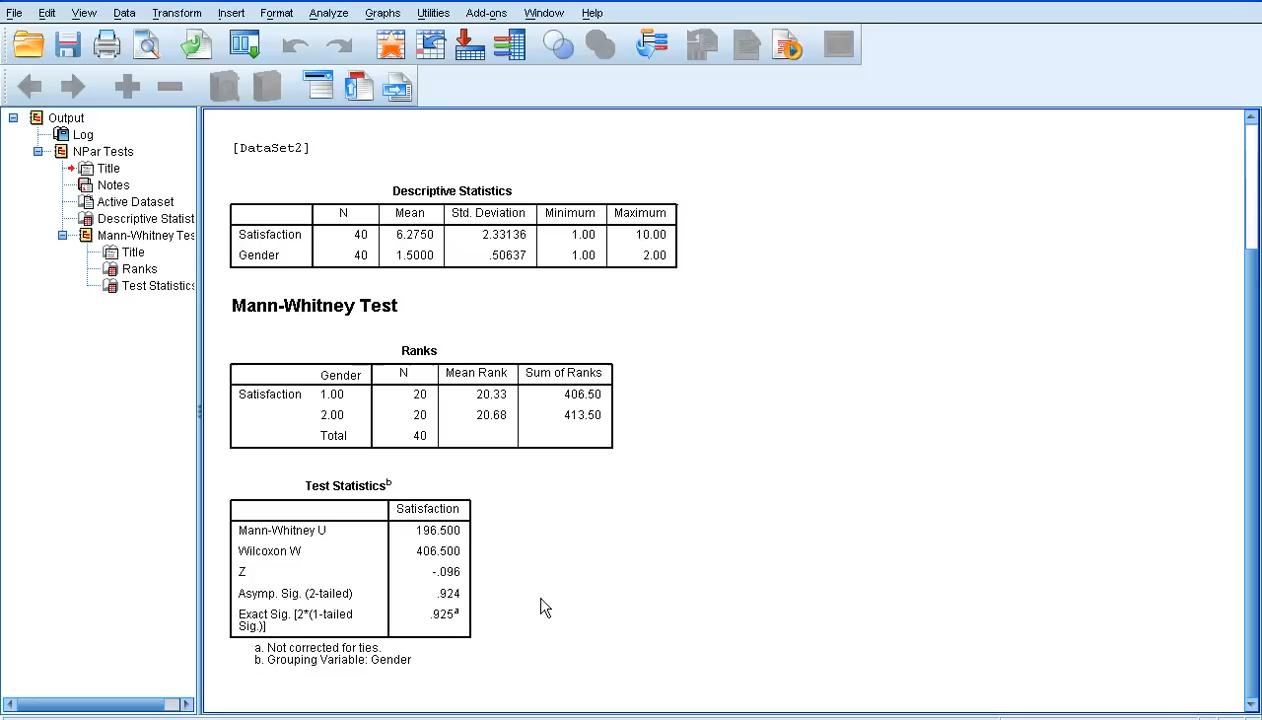 File Edit View Data Transform Insert Format Analyze Graphs Utilities Add-ons Window Help
Output
Log
NPar Tests
Title
Notes
Active Dataset
Descriptive Statist
Mann-Whitney Tes
Title
Ranks
Test Statistics
[DataSet2]
Descriptive Statistics
N Mean Std. Deviation Minimum Maximum
Satisfaction 40 6.2750 2.33136 1.00 10.00
Gender 40 1.5000 .50637 1.00 2.00
Mann-Whitney Test
Ranks
Gender N Mean Rank Sum of Ranks
Satisfaction 1.00 20 20.33 406.50
2.00 20 20.68 413.50
Total 40
Test Statisticsb
Satisfaction
Mann-Whitney U 196.500
Wilcoxon W 406.500
Z -.096
Asymp. Sig. (2-tailed) .924
Exact Sig. [2*(1-tailed .925a
Sig.)]
a. Not corrected for ties.
b. Grouping Variable: Gender